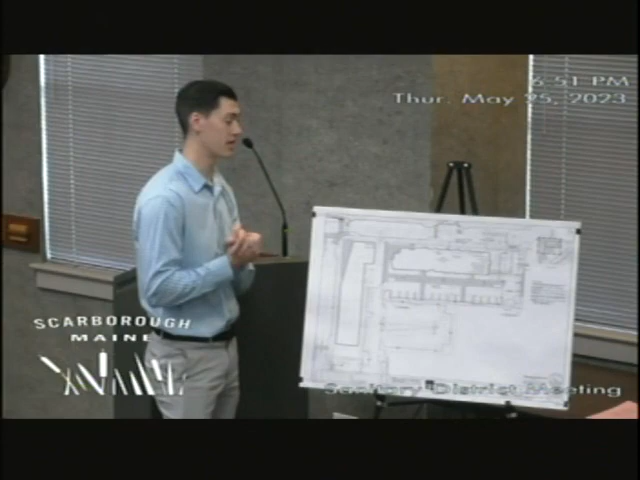 6:51 PM
Thur. May 25, 2023
SCARBOROUGH
MAINE
Sanitary District Meeting